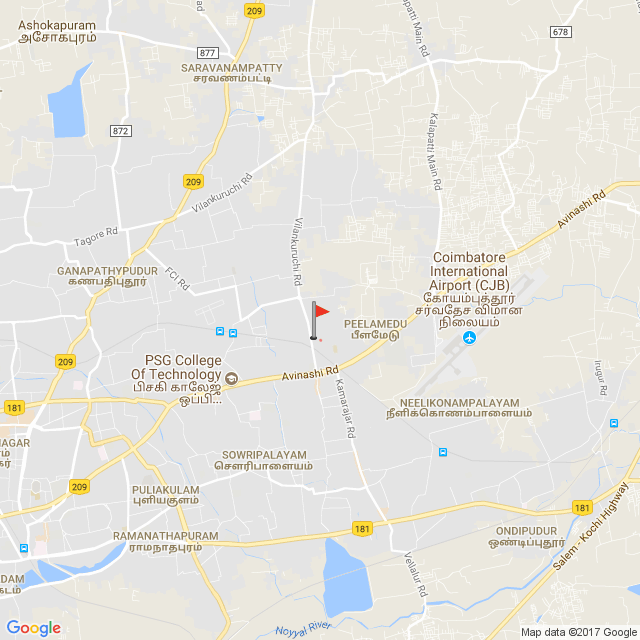 209
Ashokapuram
அசோகபுரம்
Kalapatti Main Rd
678
877
SARAVANAMPATTY
சரவணம்பட்டி
872
Kalapatti Main Rd
209
Vilankuruchi Rd
Avinashi Rd
Tagore Rd
Vilankuruchi Rd
GANAPATHYPUDUR
கணபதிபுதூர்
FCI Rd
Coimbatore
International
Airport (CJB)
கோயம்புத்தூர்
சர்வதேச விமான
நிலையம்
PEELAMEDU
பீளமேடு
PSG College
Of Technology
பிசகி காலேஜ்
ஒப்பி...
209
Avinashi Rd
Irugur Rd
181
Kamarajar Rd
NEELIKONAMPALAYAM
நீளிக்கொணம்பாளையம்
NAGAR
SOWRIPALAYAM
சௌரிபாளையம்
209
PULIAKULAM
புளியகுளம்
181
181
RAMANATHAPURAM
ராமநாதபுரம்
ONDIPUDUR
ஒண்டிப்புதூர்
Salem - Kochi Highway
Vellalur Rd
Noyyal River
Google
Map data ©2017 Google